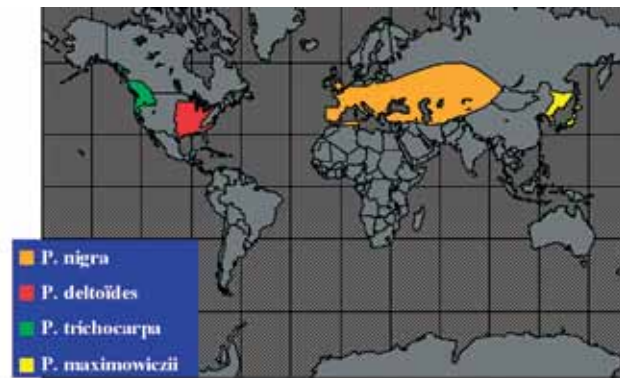 P. nigra
P. deltoïdes
P. trichocarpa
P. maximowiczii